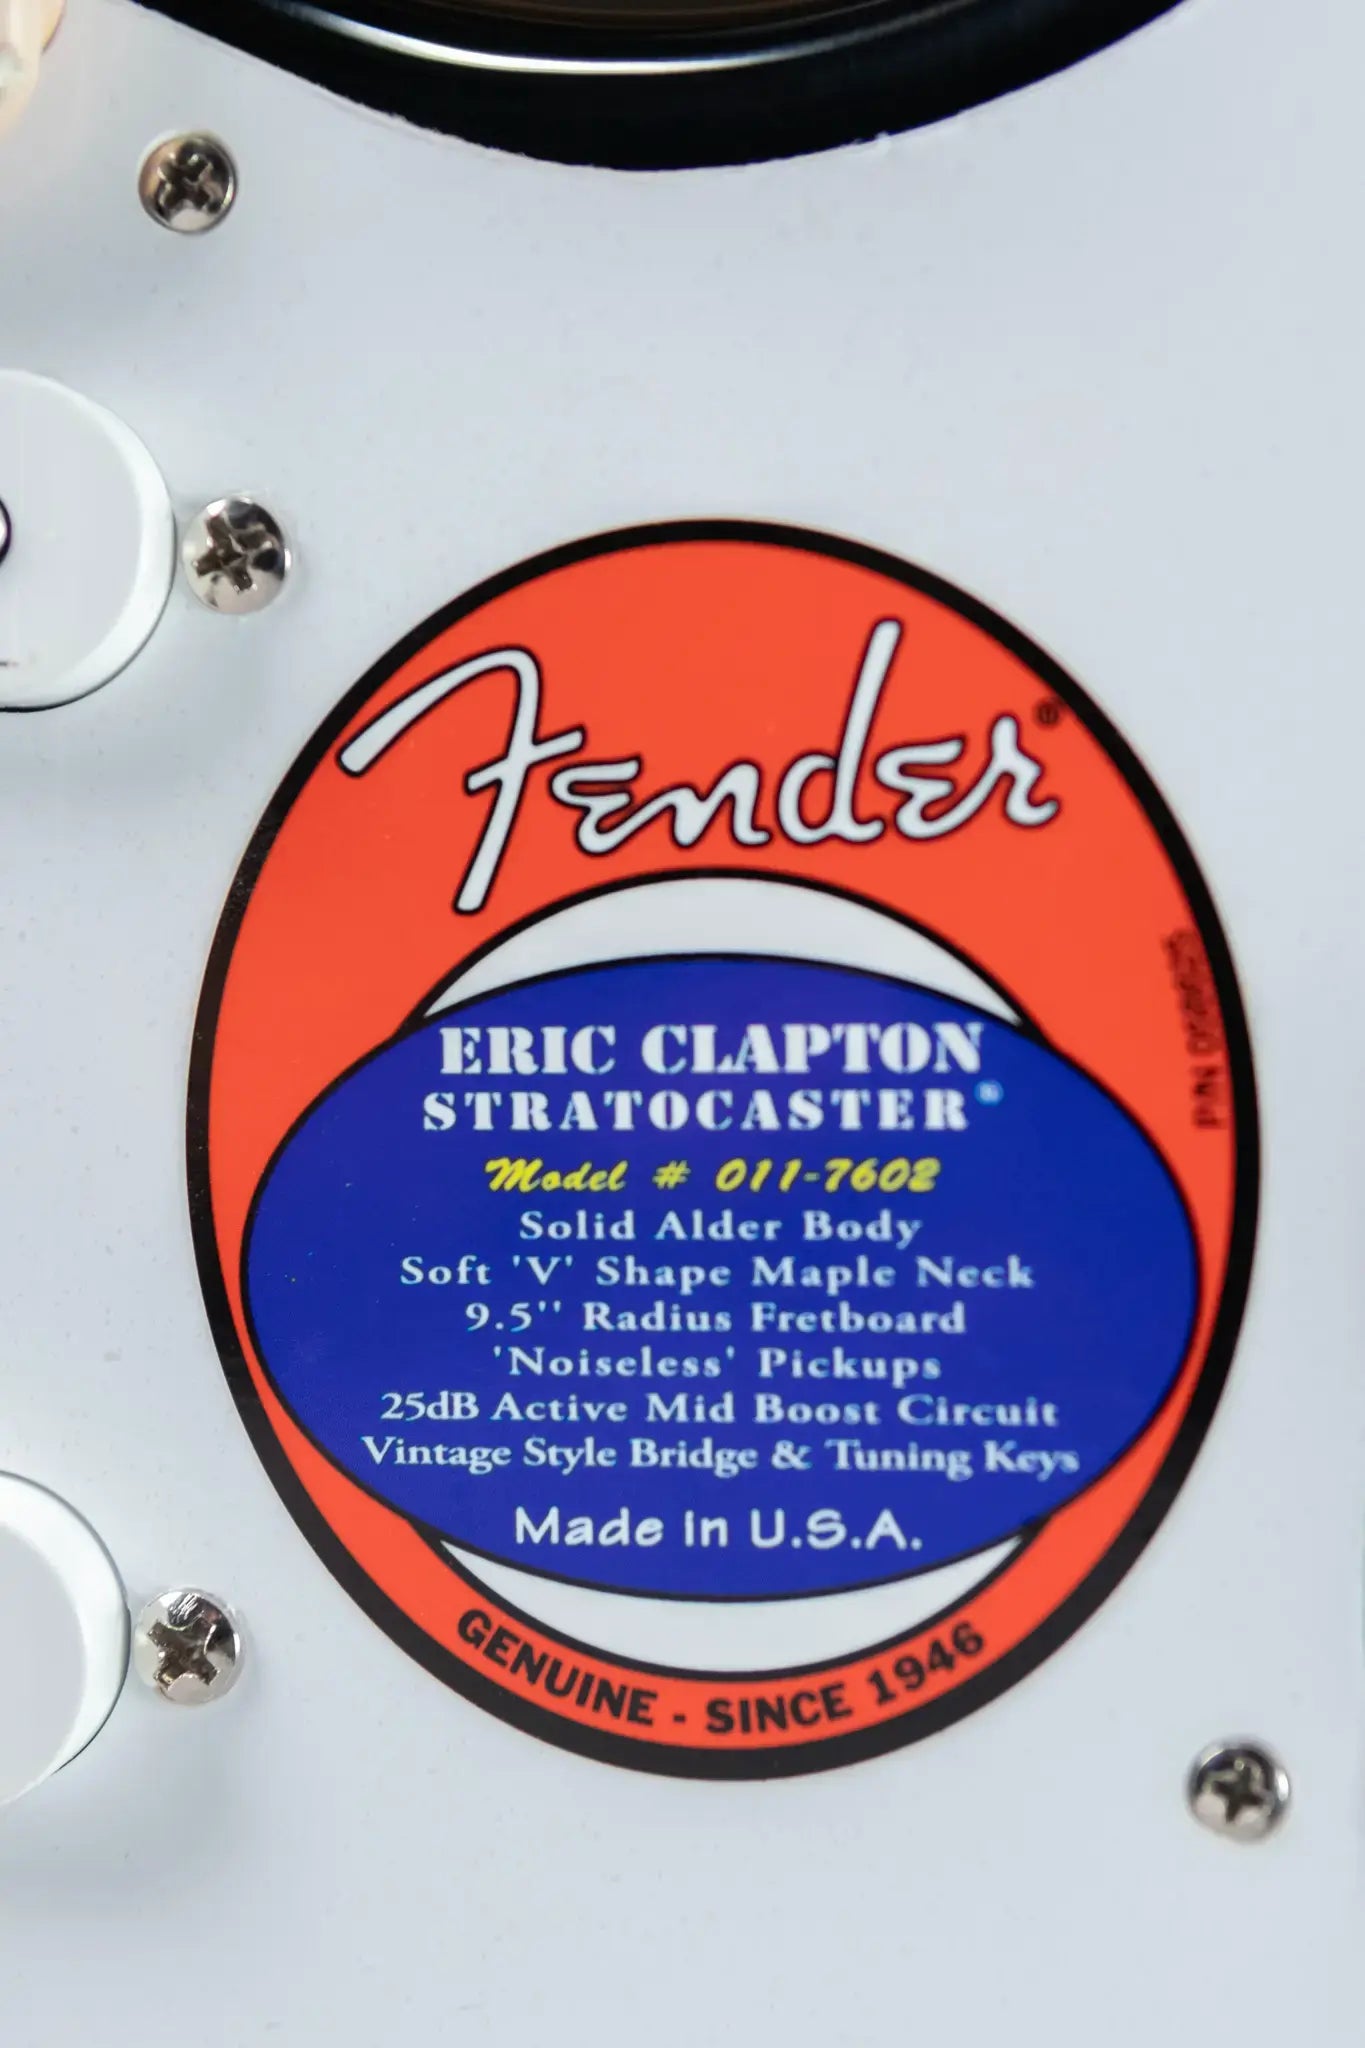 Fender®
ERIC CLAPTON
STRATOCASTER®
Model # 011-7602
Solid Alder Body
Soft 'V' Shape Maple Neck
9.5'' Radius Fretboard
'Noiseless' Pickups
25dB Active Mid Boost Circuit
Vintage Style Bridge & Tuning Keys
Made in U.S.A.
GENUINE - SINCE 1946
P/N